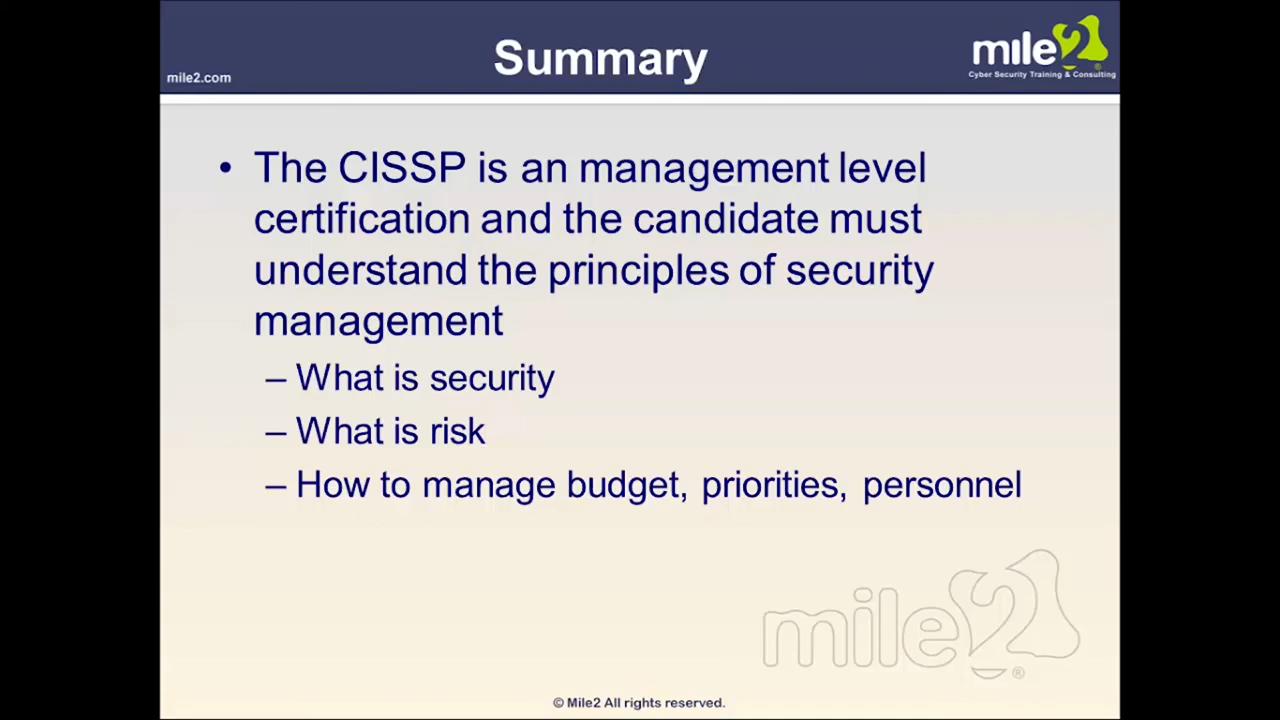 Summary
mile2.com
mile2®
Cyber Security Training & Consulting
• The CISSP is an management level
certification and the candidate must
understand the principles of security
management
– What is security
– What is risk
– How to manage budget, priorities, personnel
mile2®
© Mile2 All rights reserved.